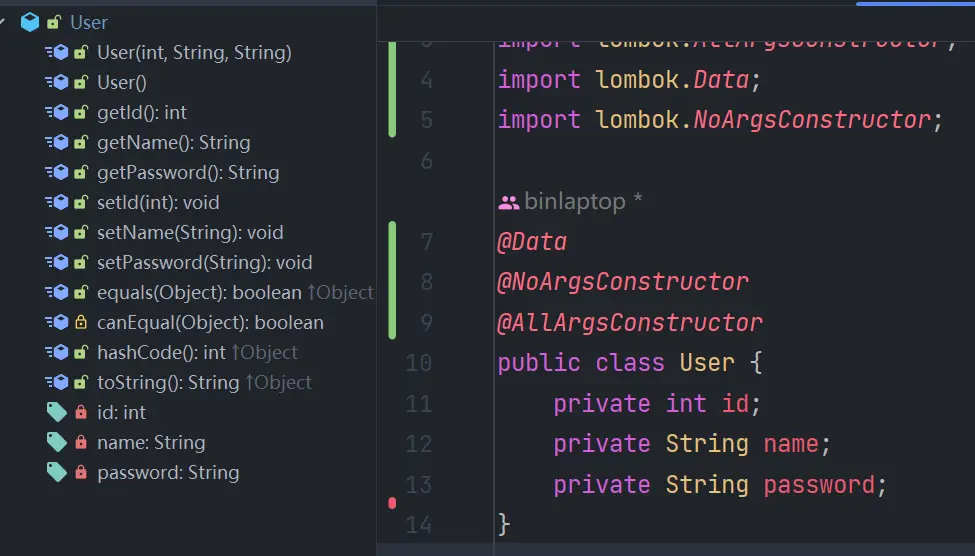 User
User(int, String, String)
User()
getId(): int
getName(): String
getPassword(): String
setId(int): void
setName(String): void
setPassword(String): void
equals(Object): boolean ↑Object
canEqual(Object): boolean
hashCode(): int ↑Object
toString(): String ↑Object
id: int
name: String
password: String
3 import lombok.AllArgsConstructor;
4 import lombok.Data;
5 import lombok.NoArgsConstructor;
6
binlaptop *
7 @Data
8 @NoArgsConstructor
9 @AllArgsConstructor
10 public class User {
11 private int id;
12 private String name;
13 private String password;
14 }